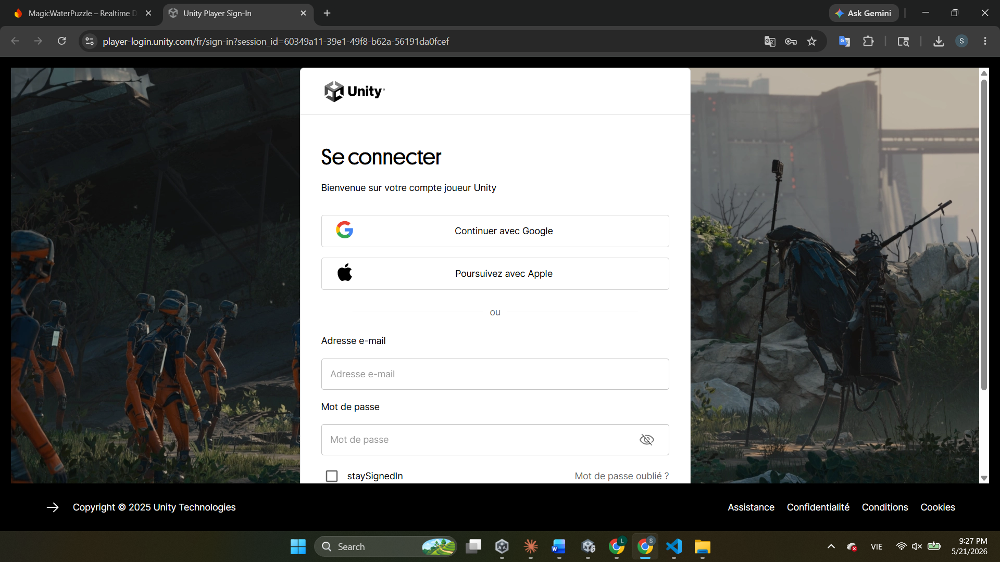 MagicWaterPuzzle – Realtime D
Unity Player Sign-In
Ask Gemini
player-login.unity.com/fr/sign-in?session_id=60349a11-39e1-49f8-b62a-56191da0fcef
S
Unity
Se connecter
Bienvenue sur votre compte joueur Unity
Continuer avec Google
Poursuivez avec Apple
ou
Adresse e-mail
Adresse e-mail
Mot de passe
Mot de passe
staySignedIn
Mot de passe oublié ?
Copyright © 2025 Unity Technologies
Assistance
Confidentialité
Conditions
Cookies
Search
L
S
VIE
9:27 PM
5/21/2026